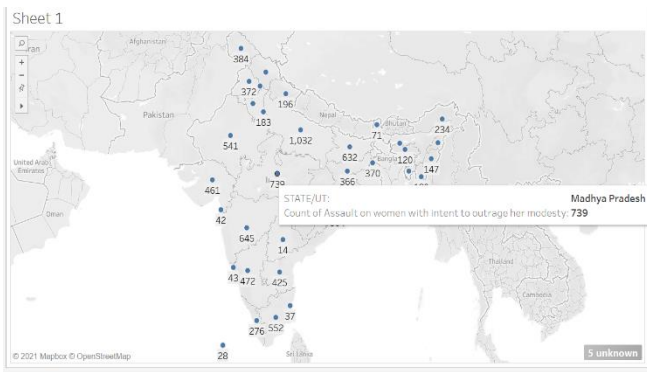 Sheet 1
Afghanistan
384
372
196
Pakistan
183
Nepal
Bhutan
71
234
541
1,032
632
120
370
147
366
739
United Arab
Emirates
461
STATE/UT: Madhya Pradesh
Count of Assault on women with intent to outrage her modesty: 739
Oman
42
645
14
Thailand
43
472
425
Cambodia
37
276
552
28
Sri Lanka
© 2021 Mapbox © OpenStreetMap
5 unknown